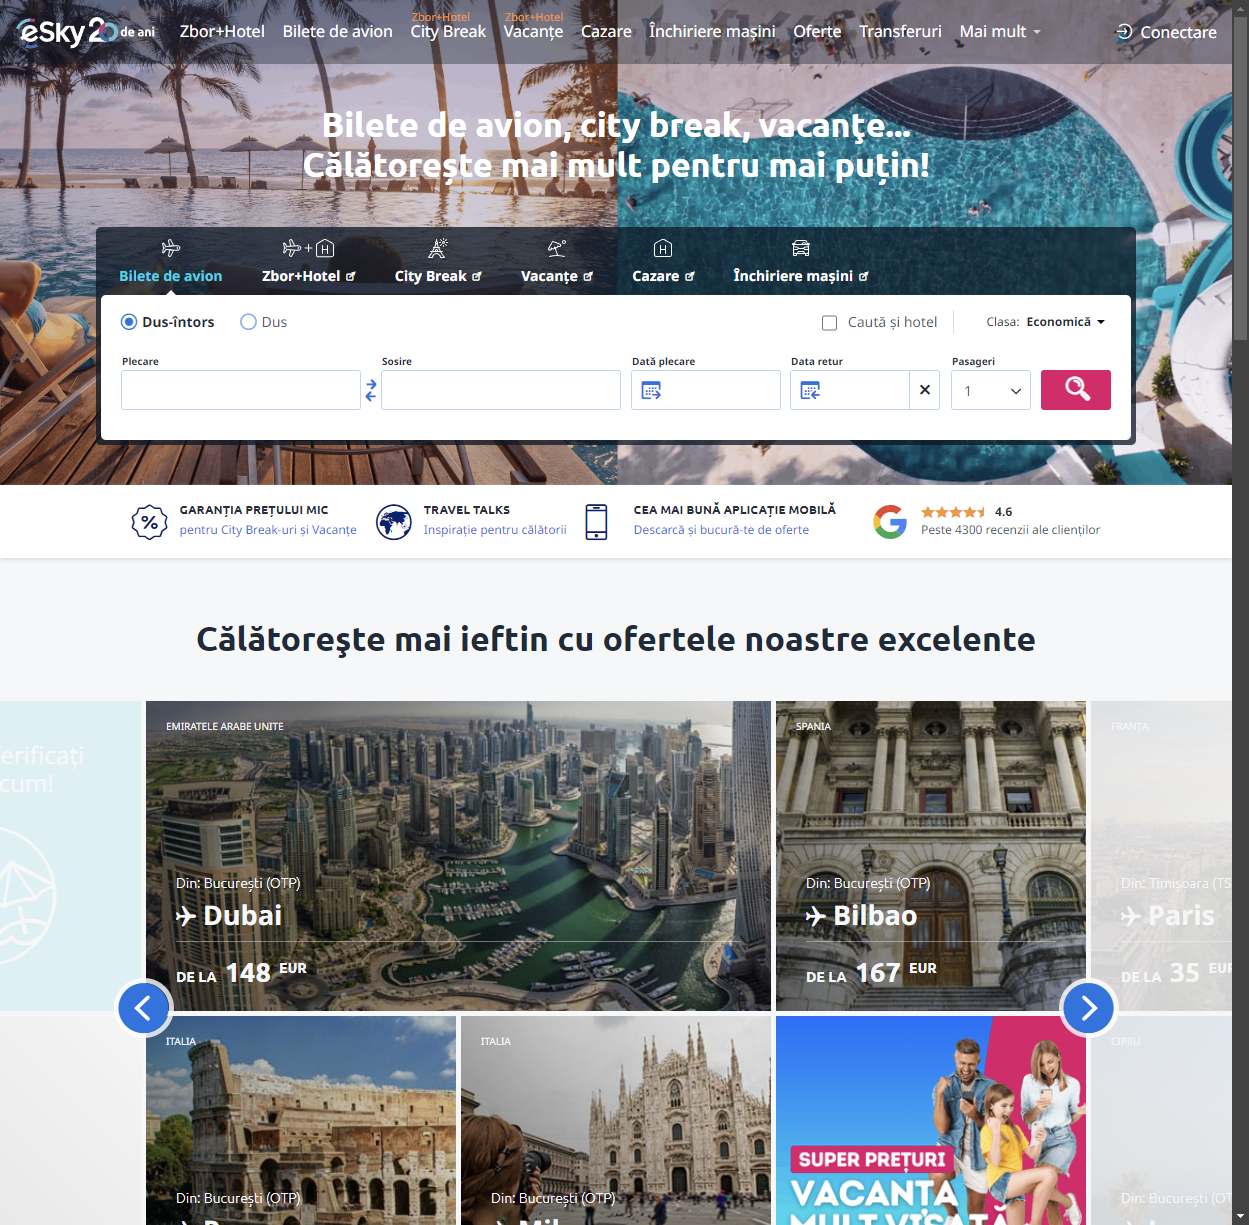 eSky 20 de ani
Zbor+Hotel
Bilete de avion
Zbor+Hotel
City Break
Zbor+Hotel
Vacanțe
Cazare
Închiriere mașini
Oferte
Transferuri
Mai mult
Conectare
Bilete de avion, city break, vacanţe...
Călătorește mai mult pentru mai puțin!
Bilete de avion
Zbor+Hotel
City Break
Vacanțe
Cazare
Închiriere mașini
Dus-întors
Dus
Caută și hotel
Clasa: Economică
Plecare
Sosire
Dată plecare
Data retur
Pasageri
1
GARANȚIA PREȚULUI MIC
pentru City Break-uri și Vacanțe
TRAVEL TALKS
Inspirație pentru călătorii
CEA MAI BUNĂ APLICAȚIE MOBILĂ
Descarcă și bucură-te de oferte
4.6
Peste 4300 recenzii ale clienților
Călătoreşte mai ieftin cu ofertele noastre excelente
erificați
cum!
EMIRATELE ARABE UNITE
Din: București (OTP)
Dubai
DE LA 148 EUR
SPANIA
Din: București (OTP)
Bilbao
DE LA 167 EUR
FRANȚA
Din: Timișoara (TS
Paris
DE LA 35 EUR
ITALIA
Din: București (OTP)
ITALIA
Din: București (OTP)
SUPER PREȚURI
VACANȚA
MULT VISATĂ
CIPRU
Din: București (OT